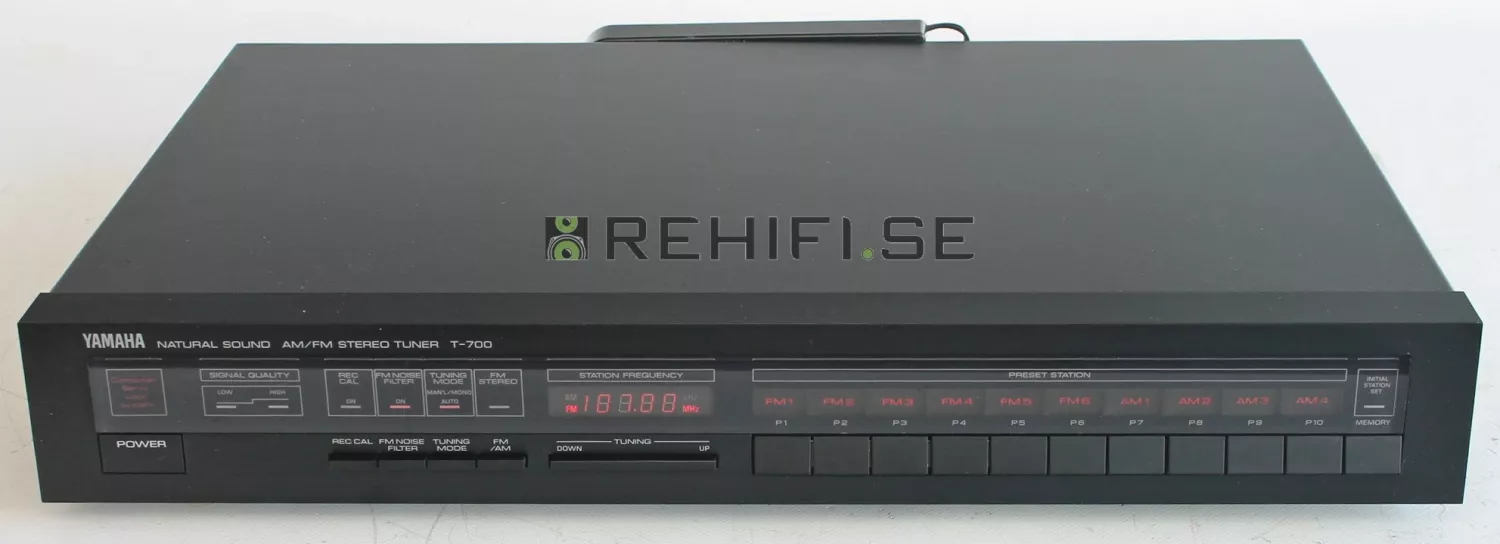 REHIFI.SE
YAMAHA NATURAL SOUND AM/FM STEREO TUNER T-700
SIGNAL QUALITY
LOW HIGH
REC CAL
ON
FM NOISE FILTER
ON
TUNING MODE
MAN'L/MONO
AUTO
FM STEREO
STATION FREQUENCY
AM kHz
FM 107.00 MHz
PRESET STATION
FM 1 FM 2 FM 3 FM 4 FM 5 FM 6 AM 1 AM 2 AM 3 AM 4
P1 P2 P3 P4 P5 P6 P7 P8 P9 P10
INITIAL
STATION
SET
MEMORY
POWER
REC CAL
FM NOISE
FILTER
TUNING
MODE
FM
/AM
TUNING
DOWN UP